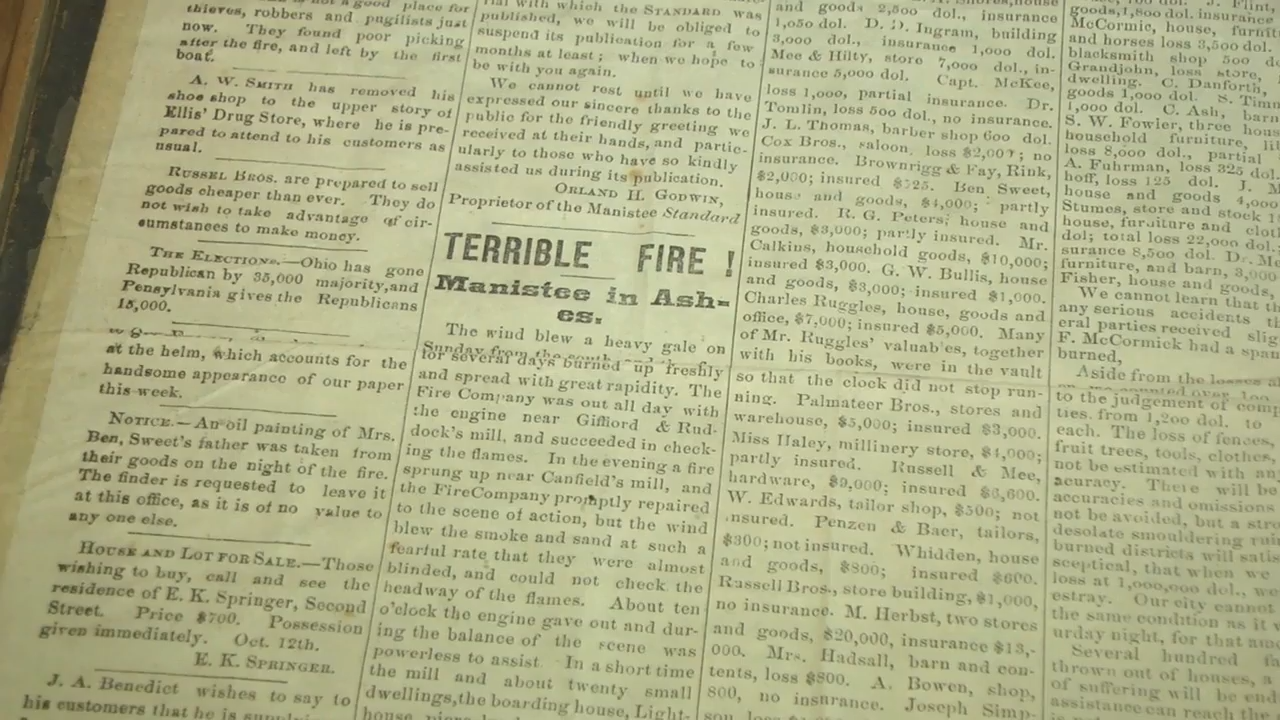 is not a good place for
thieves, robbers and pugilists just
now. They found poor picking
after the fire, and left by the first
boat.
A. W. SMITH has removed his
shoe shop to the upper story of
Ellis' Drug Store, where he is pre-
pared to attend to his customers as
usual.
RUSSEL BROS. are prepared to sell
goods cheaper than ever. They do
not wish to take advantage of cir-
cumstances to make money.
THE ELECTIONS.—Ohio has gone
Republican by 35,000 majority, and
Pensylvania gives the Republicans
15,000.
at the helm, which accounts for the
handsome appearance of our paper
this week.
NOTICE.—An oil painting of Mrs.
Ben, Sweet's father was taken from
their goods on the night of the fire.
The finder is requested to leave it
at this office, as it is of no value to
any one else.
HOUSE AND LOT FOR SALE.—Those
wishing to buy, call and see the
residence of E. K. Springer, Second
Street. Price $700. Possession
given immediately. Oct. 12th.
E. K. SPRINGER.
J. A. Benedict wishes to say to
his customers that he is
with which the STANDARD was
published, we will be obliged to
suspend its publication for a few
months at least; when we hope to
be with you again.
We cannot rest until we have
expressed our sincere thanks to the
public for the friendly greeting we
received at their hands, and partic-
ularly to those who have so kindly
assisted us during its publication.
ORLAND H. GODWIN,
Proprietor of the Manistee Standard
TERRIBLE FIRE !
Manistee in Ash-
es.
The wind blew a heavy gale on
Sunday from the south
for several days burned up freshly
and spread with great rapidity. The
Fire Company was out all day with
the engine near Giffiord & Rud-
dock's mill, and succeeded in check-
ing the flames. In the evening a fire
sprung up near Canfield's mill, and
the FireCompany promptly repaired
to the scene of action, but the wind
blew the smoke and sand at such a
fearful rate that they were almost
blinded, and could not check the
headway of the flames. About ten
o'clock the engine gave out and dur-
ing the balance of the scene was
powerless to assist. In a short time
the mill and about twenty small
dwellings, the boarding house, Light-
house
and goods 2,500 dol., insurance
1,050 dol. D. D. Ingram, building
3,000 dol., insurance 1,000 dol.
Mee & Hilty, store 7,000 dol., in-
surance 5,000 dol. Capt. McKee,
loss 1,000, partial insurance. Dr.
Tomlin, loss 500 dol., no insurance.
J. L. Thomas, barber shop 600 dol.
Cox Bros., saloon, loss no
insurance. Brownrigg & Fay, Rink,
$2,000; insured Ben Sweet,
house and goods, $4,000; partly
insured. R. G. Peters, house and
goods, $3,000; partly insured. Mr.
Calkins, household goods, $10,000;
insured $3,000. G. W. Bullis, house
and goods, $3,000; insured $1,000.
Charles Ruggles, house, goods and
office, $7,000; insured $5,000. Many
of Mr. Ruggles' valuab'es, together
with his books, were in the vault
so that the clock did not stop run-
ning. Palmateer Bros., stores and
warehouse, $5,000; insured $3,000.
Miss Haley, millinery store, $4,000;
partly insured. Russell & Mee,
hardware, $9,000; insured
W. Edwards, tailor shop, $500; not
insured. Penzen & Baer, tailors,
$300; not insured. Whidden, house
and goods, $800; insured $600.
Russell Bros., store building, $1,000,
no insurance. M. Herbst, two stores
and goods, $20,000, insurance $13,-
000. Mrs. Hadsall, barn and con-
tents, loss $800. A. Bowen, shop,
800, no insurance. Joseph Simp-
J. Flint,
goods, 1,800 dol. insurance
McCormic, house,
and horses loss 3,500 dol.
blacksmith shop 500
Grandjohn, loss store,
dwelling. C. Danforth,
goods 1,000 dol. S.
1,000 dol. C. Ash, barn
S. W. Fowler, three
household furniture,
loss 8,000 dol., partial
A. Fuhrman, loss 325 dol.
hoff, loss 125 dol. J.
house and goods 4,000
Stumes, store and stock
house, furniture and
dol; total loss 22,000 dol.
surance 8,500 dol. Dr.
furniture, and barn, 3,000
Fisher, house and goods,
We cannot learn that
any serious accidents
eral parties received
F. McCormick had a span
burned,
Aside from the losses
to the judgement of
ties. from 1,200 dol. to
each. The loss of fences,
fruit trees, tools, clothes,
not be estimated with
acuracy. There will be
accuracies and omissions
not be avoided, but a
desolate smouldering
burned districts will
sceptical, that when we
loss at 1,000,000 dol.,
estray. Our city cannot
the same condition as it
urday night, for that
Several hundred
thrown out of houses, a
of suffering will be
assistance can reach